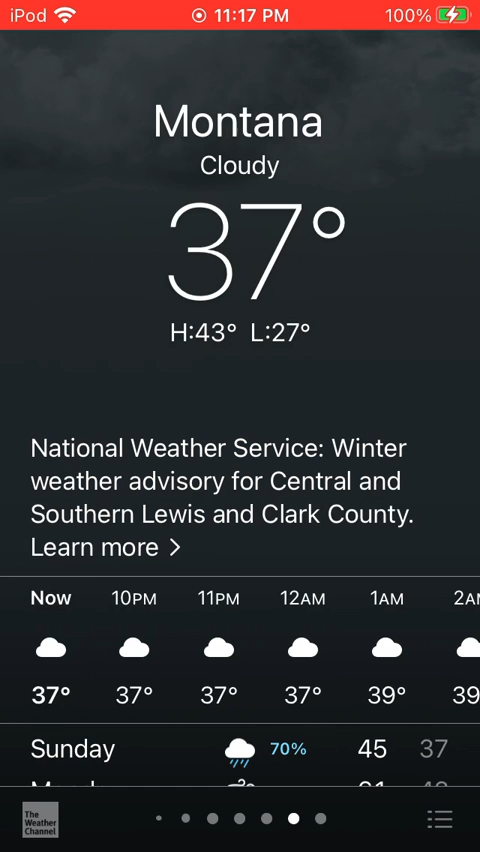 iPod 11:17 PM 100%
Montana
Cloudy
37°
H:43° L:27°
National Weather Service: Winter
weather advisory for Central and
Southern Lewis and Clark County.
Learn more
Now 10PM 11PM 12AM 1AM
37° 37° 37° 37° 39° 39
Sunday 70% 45 37
The
Weather
Channel